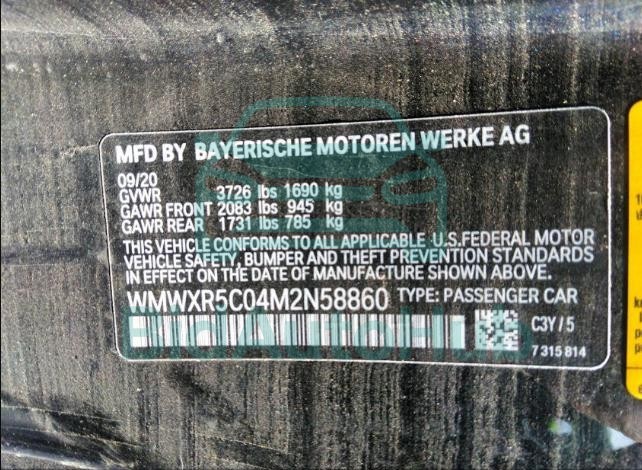 MFD BY BAYERISCHE MOTOREN WERKE AG
09/20
GVWR 3726 lbs 1690 kg
GAWR FRONT 2083 lbs 945 kg
GAWR REAR 1731 lbs 785 kg
THIS VEHICLE CONFORMS TO ALL APPLICABLE U.S.FEDERAL MOTOR
VEHICLE SAFETY, BUMPER AND THEFT PREVENTION STANDARDS
IN EFFECT ON THE DATE OF MANUFACTURE SHOWN ABOVE.
WMWXR5C04M2N58860 TYPE: PASSENGER CAR
C3Y/5
7 315 814